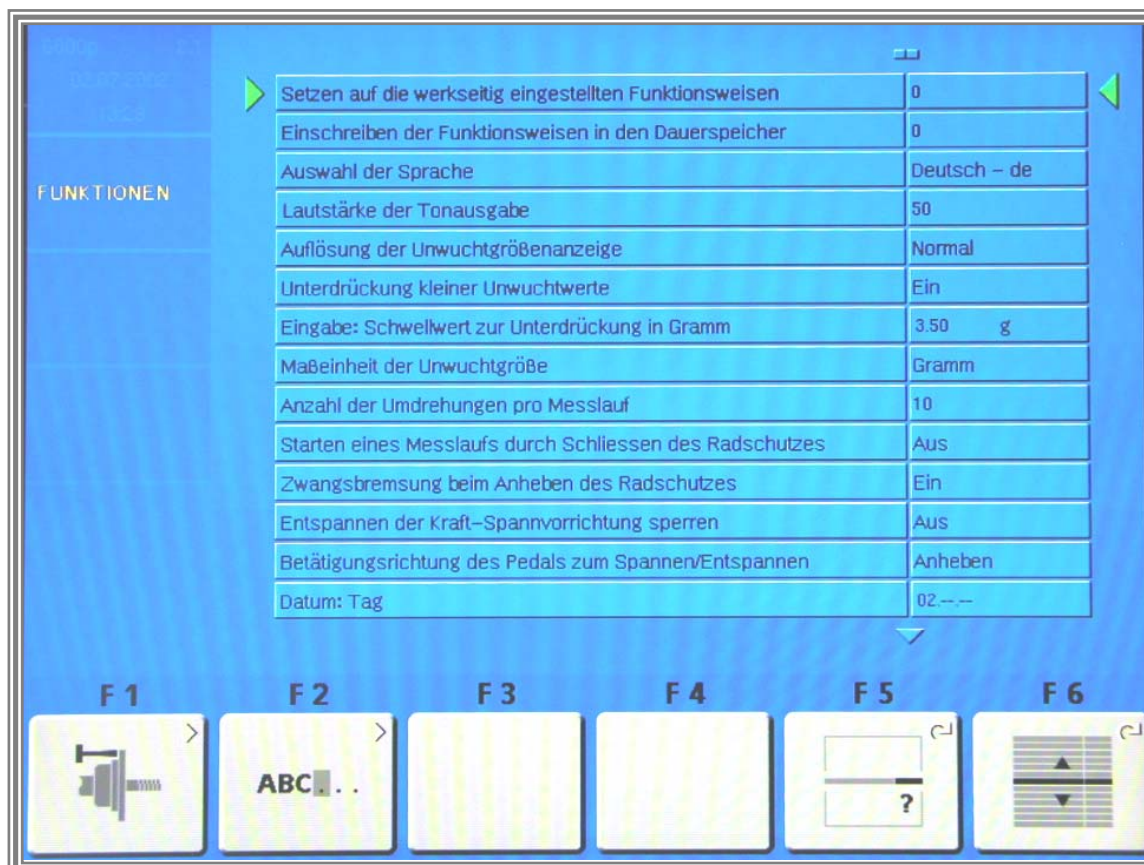 02.07.2002
FUNKTIONEN
Setzen auf die werkseitig eingestellten Funktionsweisen 0
Einschreiben der Funktionsweisen in den Dauerspeicher 0
Auswahl der Sprache Deutsch – de
Lautstärke der Tonausgabe 50
Auflösung der Unwuchtgrößenanzeige Normal
Unterdrückung kleiner Unwuchtwerte Ein
Eingabe: Schwellwert zur Unterdrückung in Gramm 3.50 g
Maßeinheit der Unwuchtgröße Gramm
Anzahl der Umdrehungen pro Messlauf 10
Starten eines Messlaufs durch Schliessen des Radschutzes Aus
Zwangsbremsung beim Anheben des Radschutzes Ein
Entspannen der Kraft–Spannvorrichtung sperren Aus
Betätigungsrichtung des Pedals zum Spannen/Entspannen Anheben
Datum: Tag 02.--.--
F 1 F 2 F 3 F 4 F 5 F 6
ABC...
?